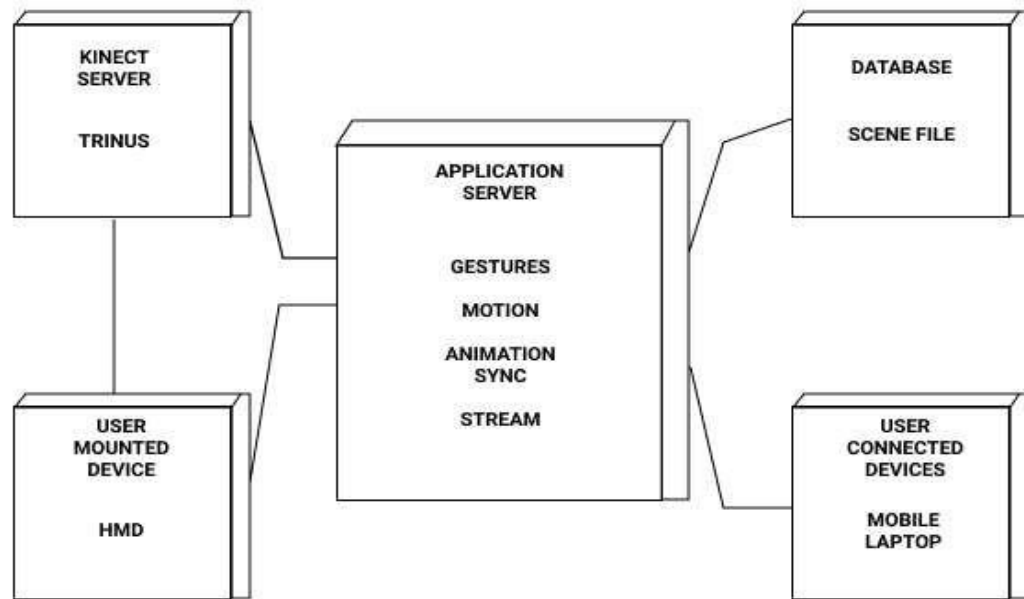 KINECT
SERVER
TRINUS
APPLICATION
SERVER
GESTURES
MOTION
ANIMATION
SYNC
STREAM
DATABASE
SCENE FILE
USER
MOUNTED
DEVICE
HMD
USER
CONNECTED
DEVICES
MOBILE
LAPTOP